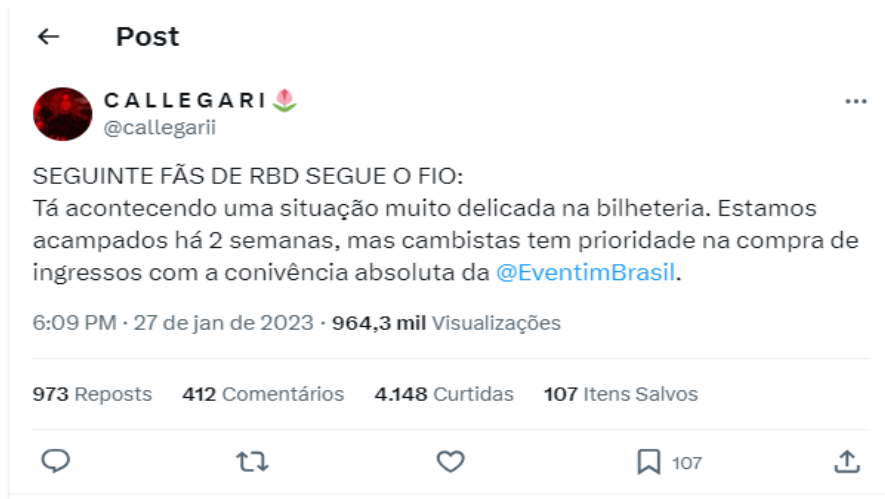 Post
CALLEGARI🌷
@callegarii
SEGUINTE FÃS DE RBD SEGUE O FIO:
Tá acontecendo uma situação muito delicada na bilheteria. Estamos
acampados há 2 semanas, mas cambistas tem prioridade na compra de
ingressos com a conivência absoluta da @EventimBrasil.
6:09 PM · 27 de jan de 2023 · 964,3 mil Visualizações
973 Reposts 412 Comentários 4.148 Curtidas 107 Itens Salvos
107